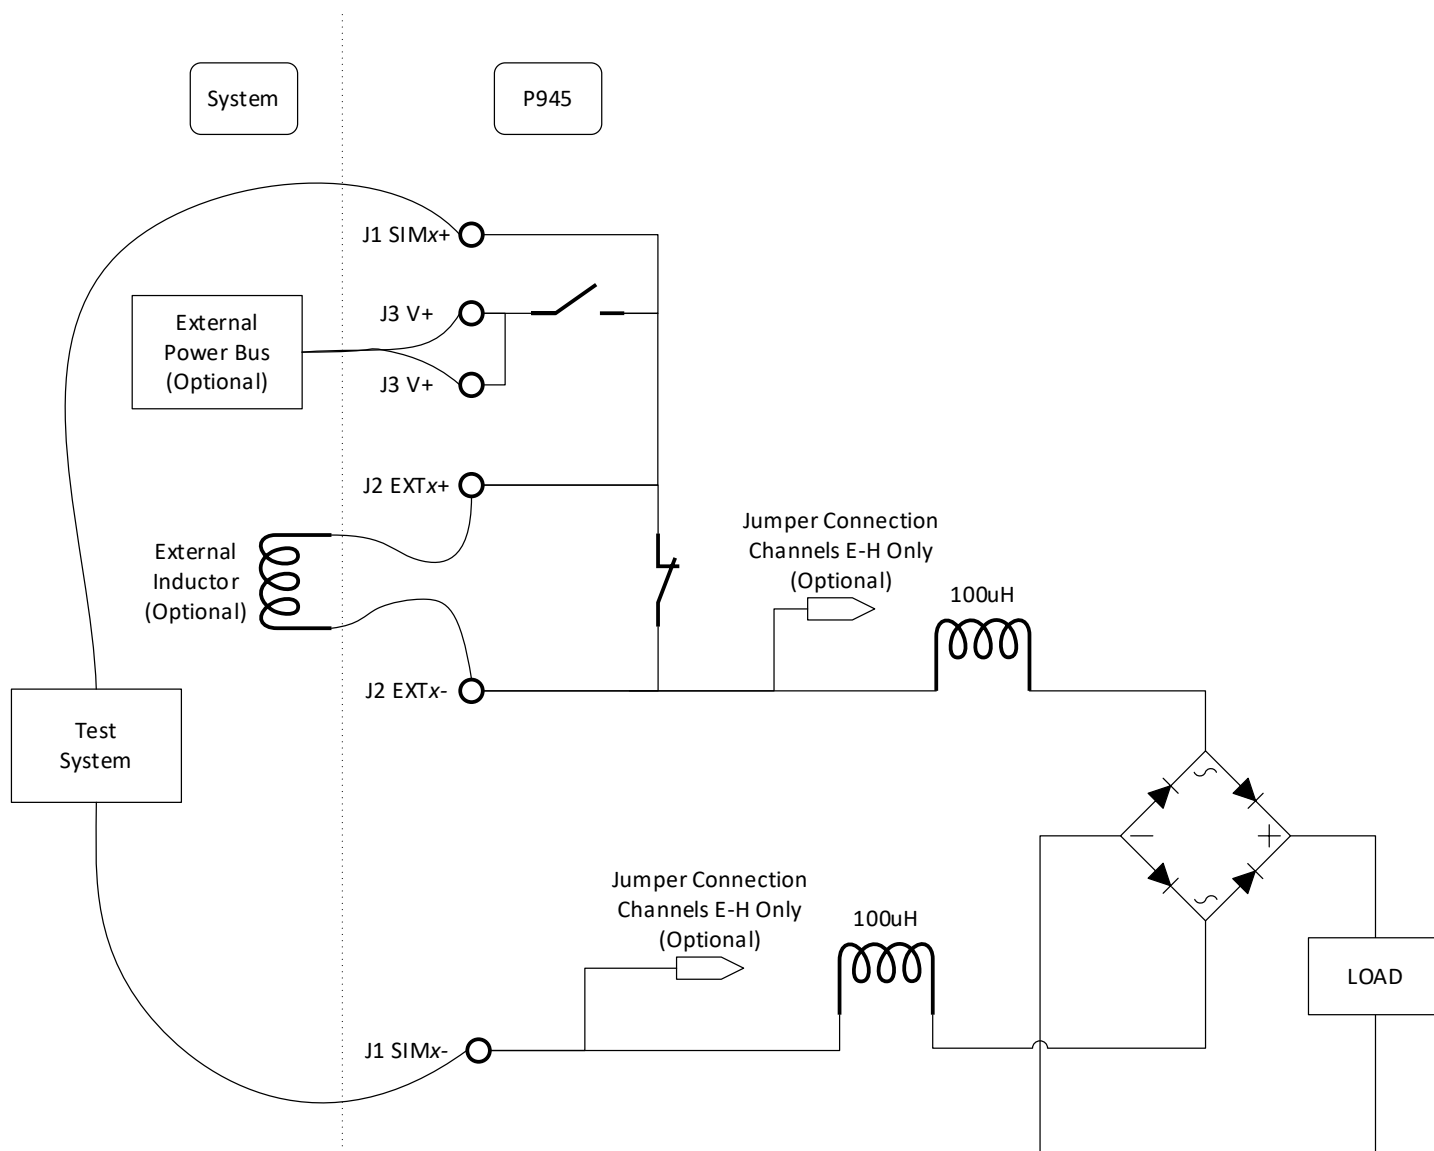 System
P945
J1 SIMx+
J3 V+
External
Power Bus
(Optional)
J3 V+
J2 EXTx+
Jumper Connection
Channels E-H Only
(Optional)
External
Inductor
(Optional)
100uH
J2 EXTx-
Test
System
Jumper Connection
Channels E-H Only
(Optional)
100uH
LOAD
J1 SIMx-